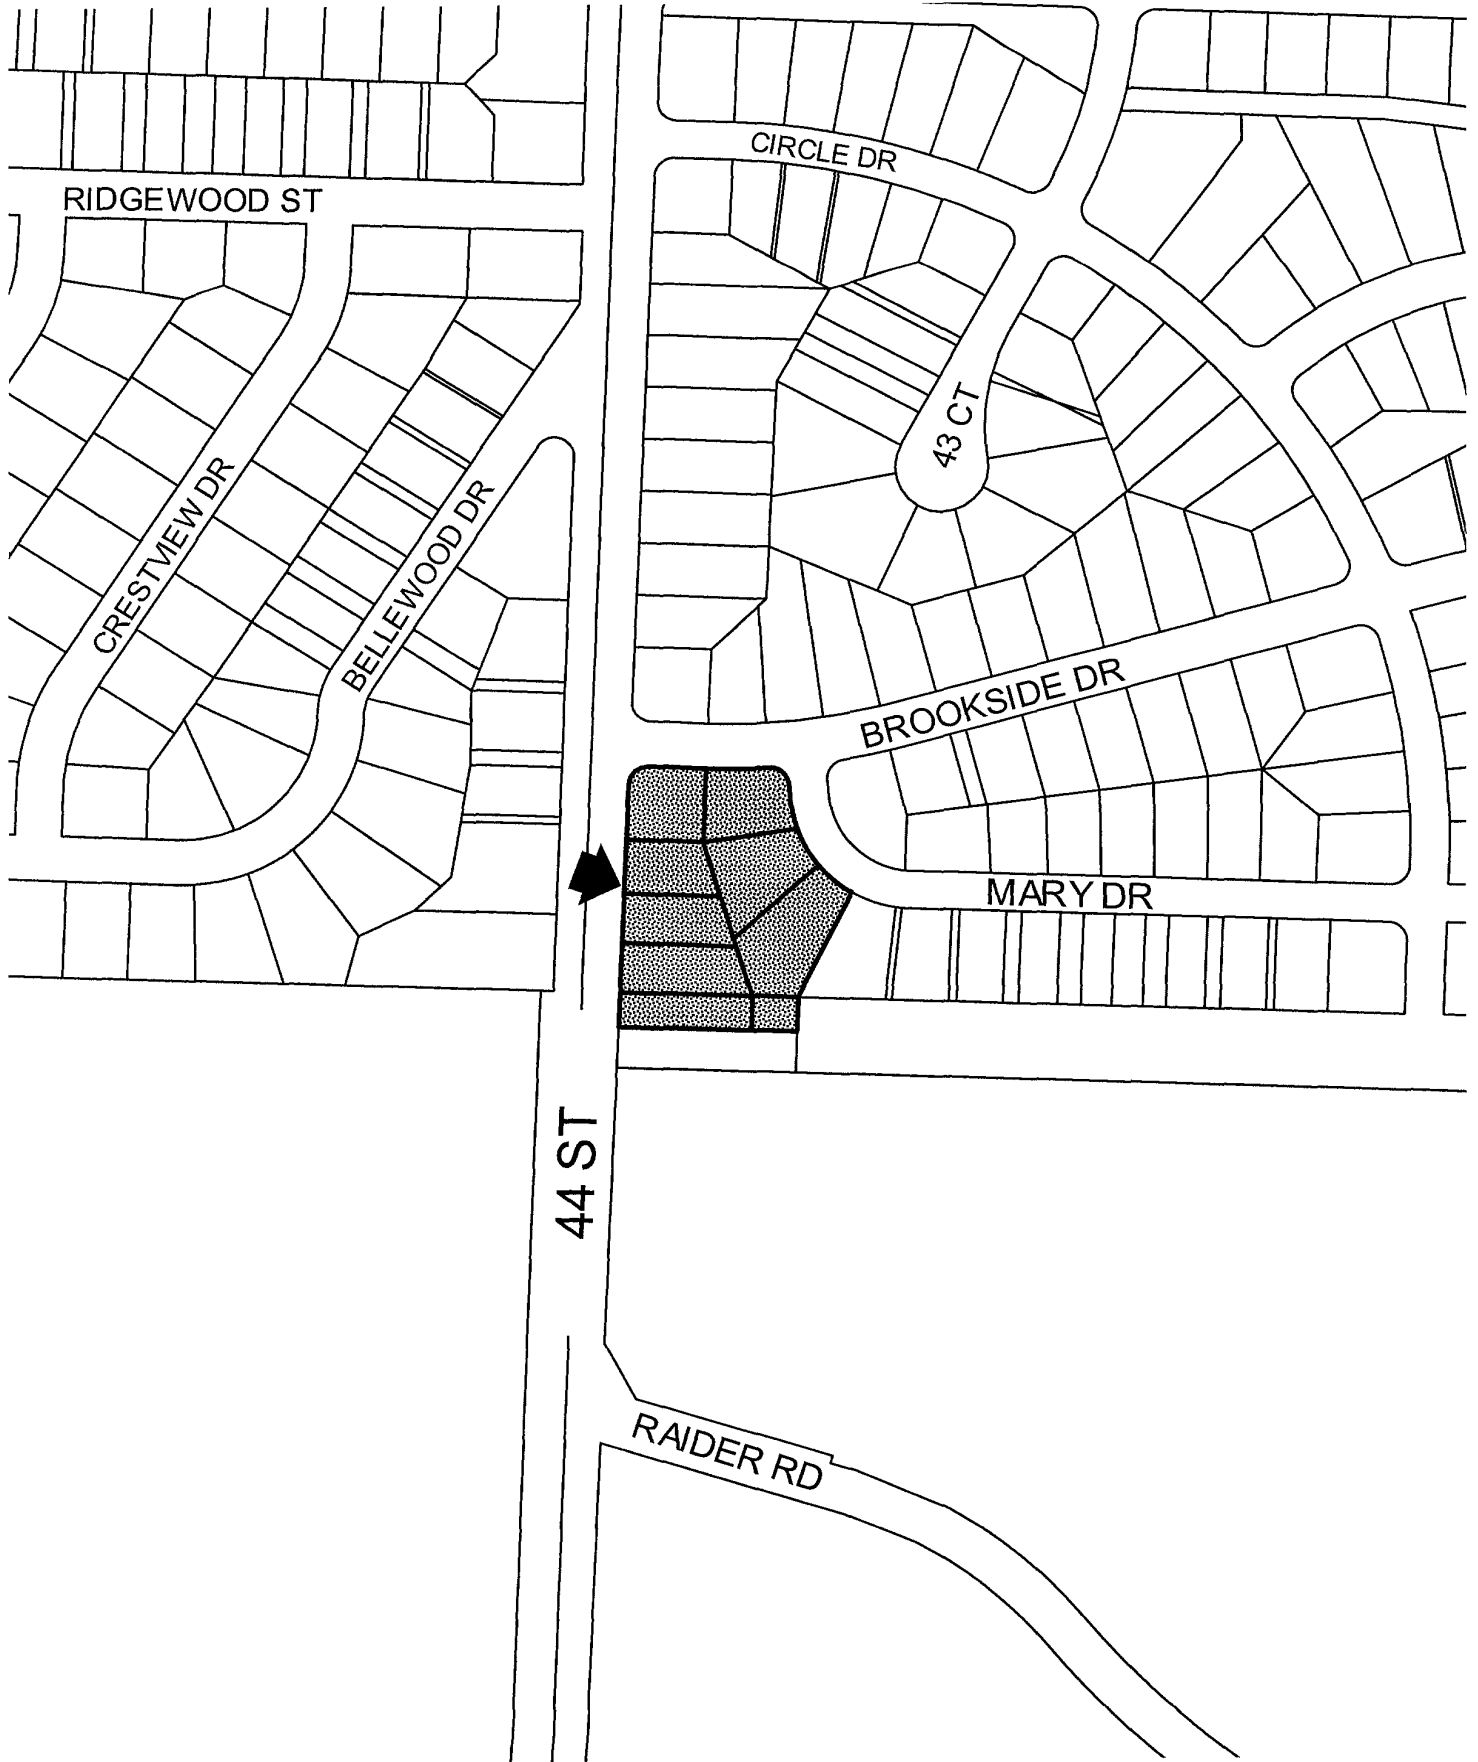 CIRCLE DR
RIDGEWOOD ST
43 CT
CRESTVIEW DR
BELLEWOOD DR
BROOKSIDE DR
MARY DR
44 ST
RAIDER RD